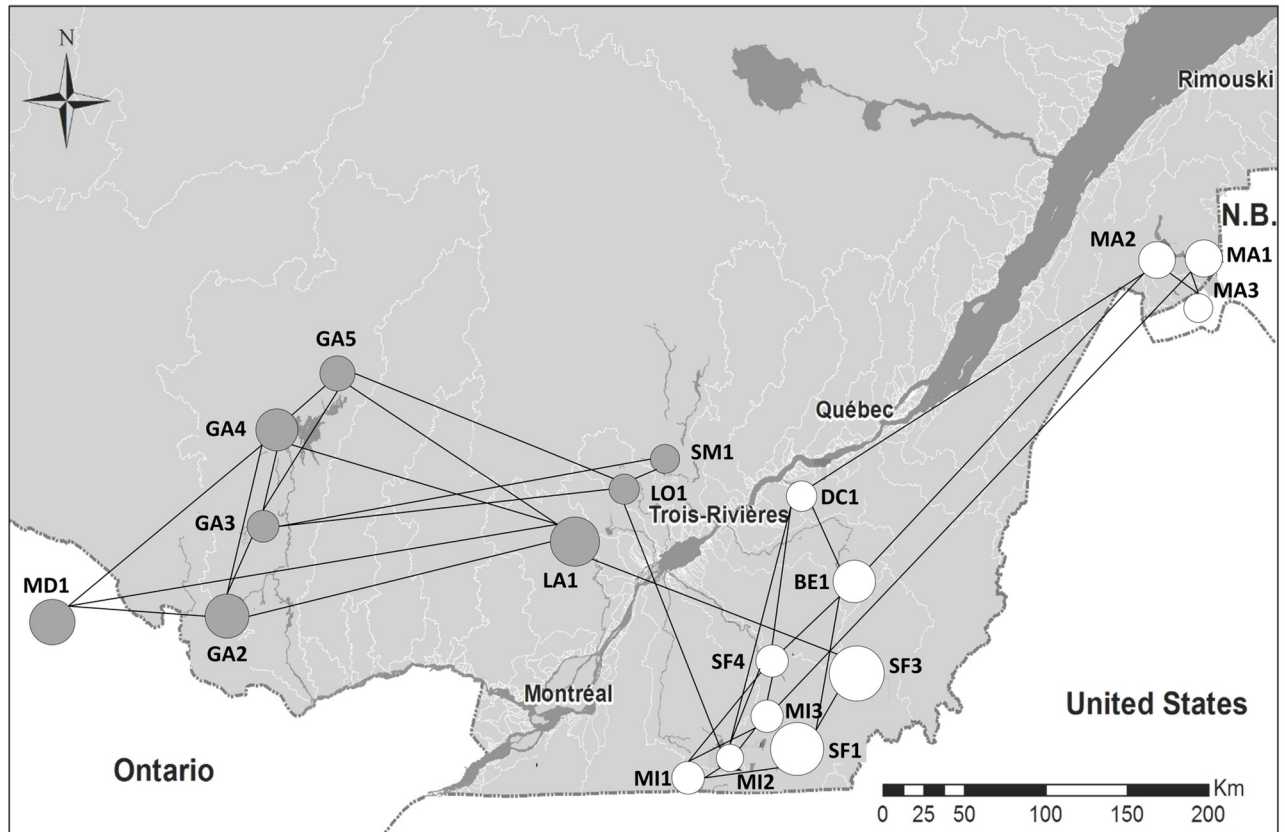 N
Rimouski
N.B.
MA2
MA1
MA3
GA5
Québec
GA4
SM1
LO1
DC1
Trois-Rivières
GA3
LA1
BE1
MD1
GA2
SF4
SF3
Montréal
MI3
United States
SF1
Ontario
MI1
MI2
Km
0 25 50 100 150 200